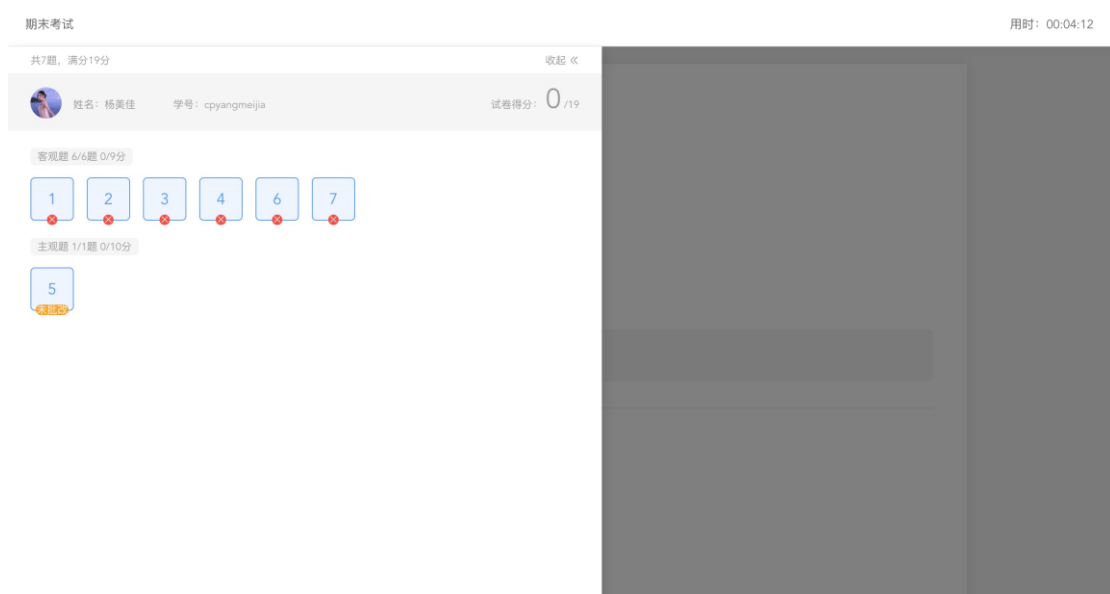 期末考试 用时：00:04:12
共7题，满分19分 收起 «
姓名：杨美佳 学号：cpyangmeijia 试卷得分：0/19
客观题 6/6题 0/9分
1 2 3 4 6 7
主观题 1/1题 0/10分
5
未批改